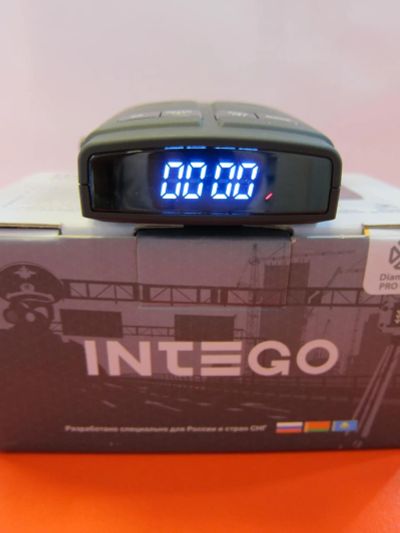 00 00
Diam
PRO
INTEGO
Разработано специально для России и стран СНГ